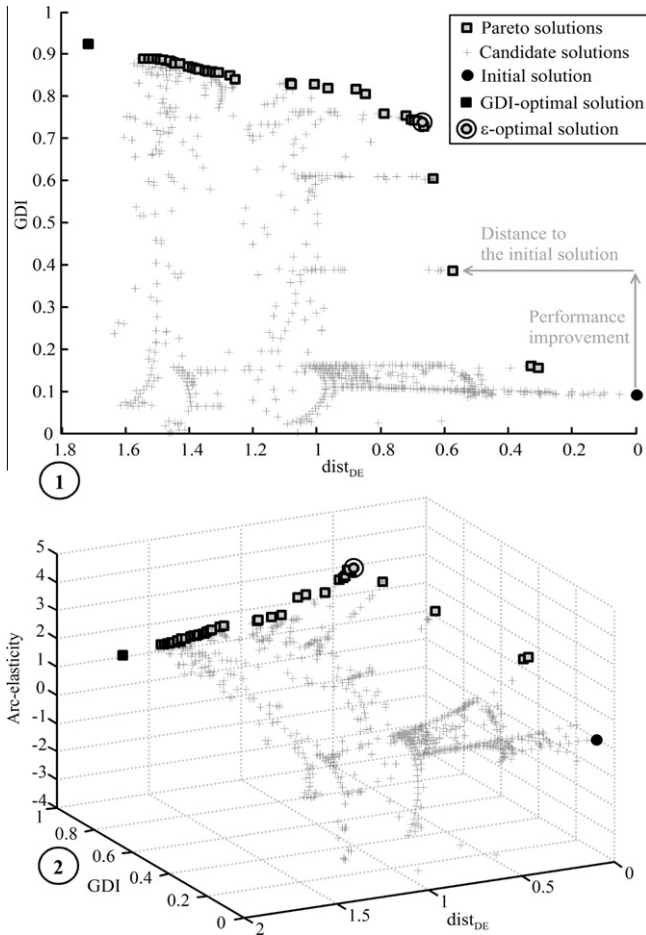 1
0.9
0.8
0.7
0.6
0.5
0.4
0.3
0.2
0.1
0
GDI
Pareto solutions
Candidate solutions
Initial solution
GDI-optimal solution
ε-optimal solution
Distance to
the initial solution
Performance
improvement
1.8 1.6 1.4 1.2 1 0.8 0.6 0.4 0.2 0
dist_DE
1
5
4
3
2
1
0
-1
-2
-3
-4
Arc-elasticity
1
0.8
0.6
0.4
0.2
0
GDI
2
2
1.5
1
0.5
0
dist_DE